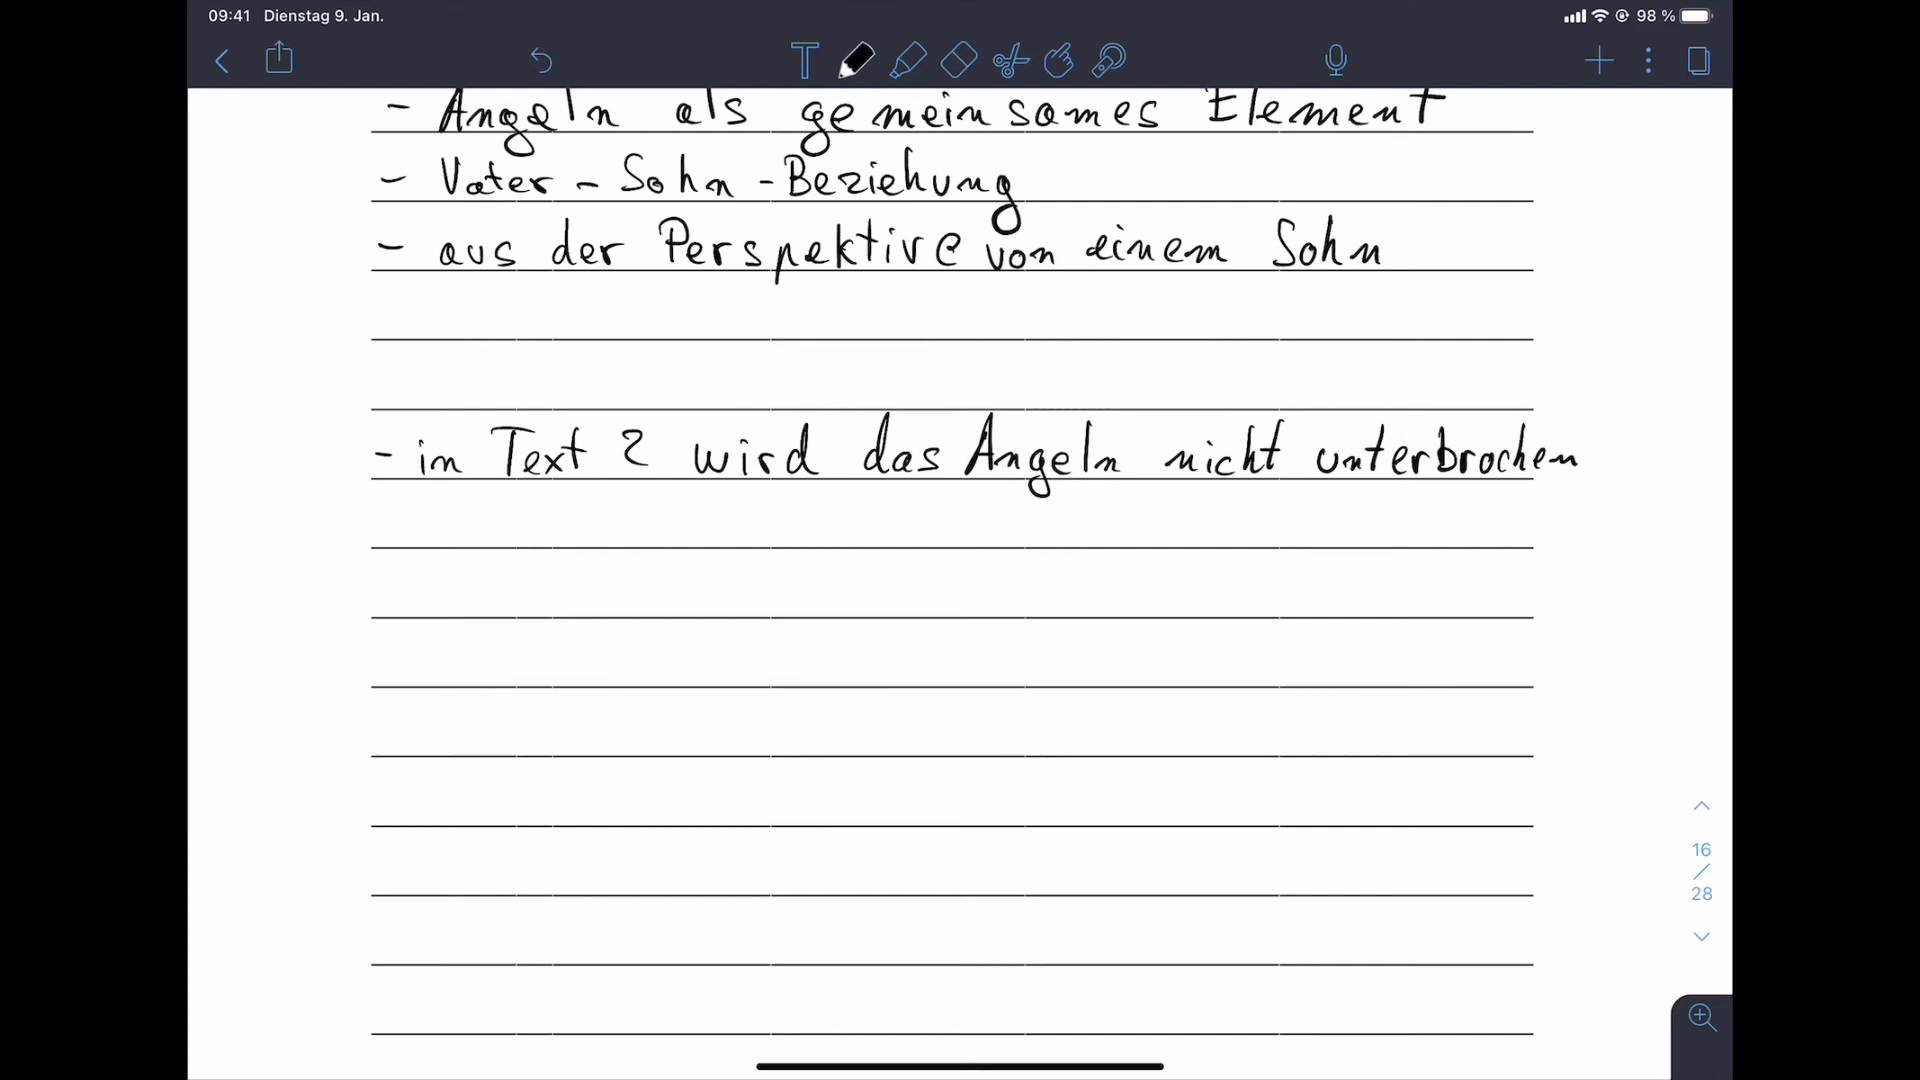 09:41 Dienstag 9. Jan. 98 %
- Angeln als gemeinsames Element
- Vater-Sohn-Beziehung
- aus der Perspektive von einem Sohn
- in Text 2 wird das Angeln nicht unterbrochen
16
/
28